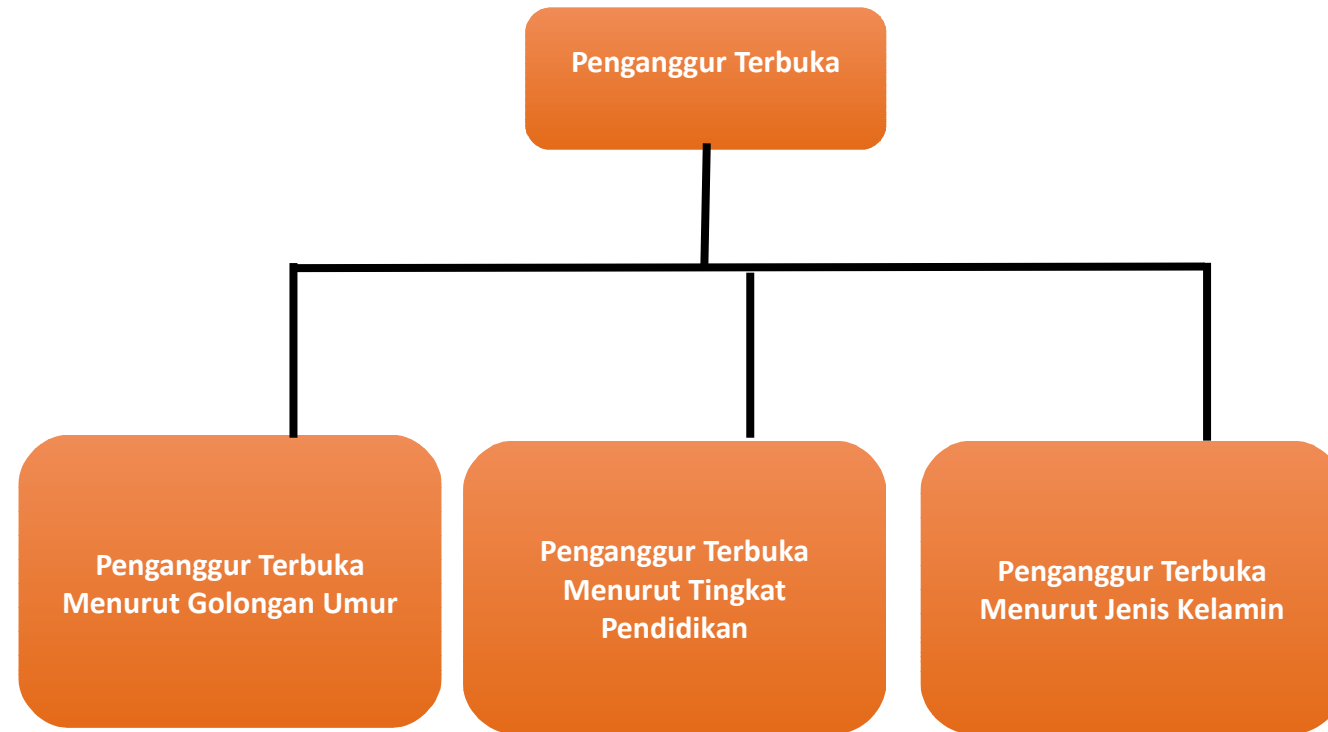 Penganggur Terbuka
Penganggur Terbuka
Menurut Golongan Umur
Penganggur Terbuka
Menurut Tingkat
Pendidikan
Penganggur Terbuka
Menurut Jenis Kelamin